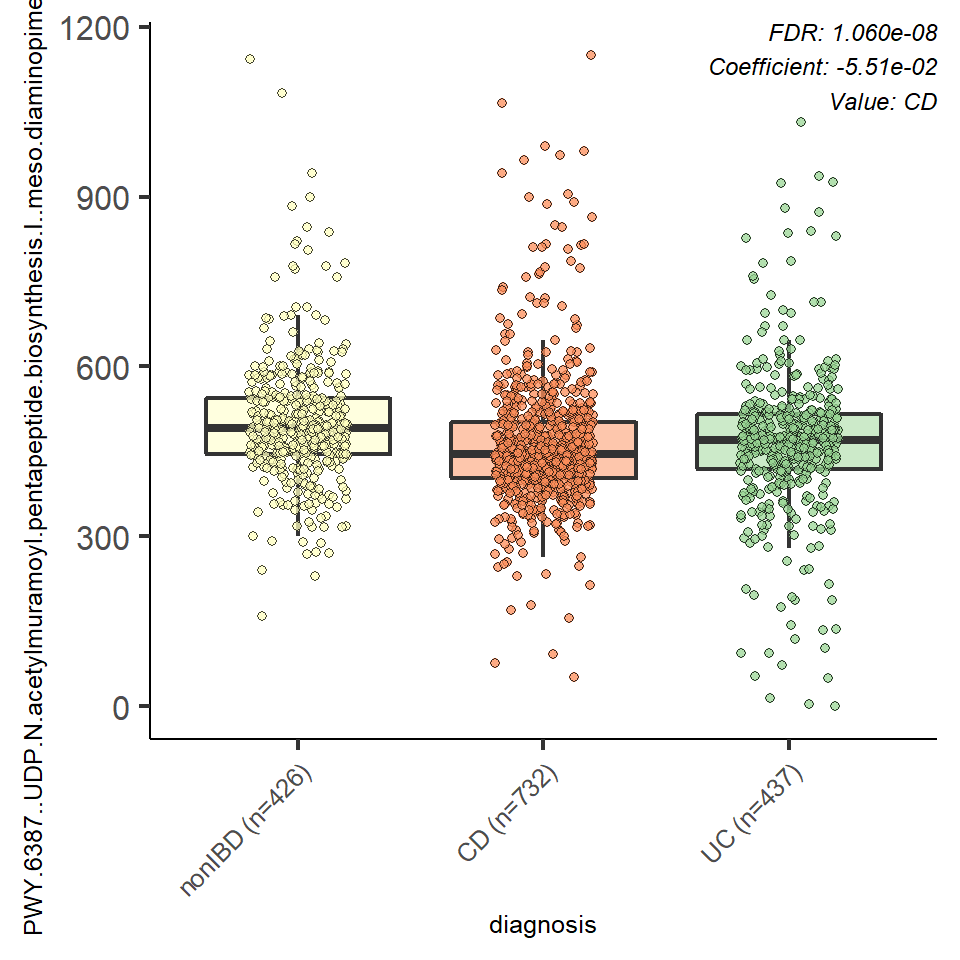 PWY.6387..UDP.N.acetylmuramoyl.pentapeptide.biosynthesis.I..meso.diaminopime
1200
900
600
300
0
FDR: 1.060e-08
Coefficient: -5.51e-02
Value: CD
nonIBD (n=426)
CD (n=732)
UC (n=437)
diagnosis